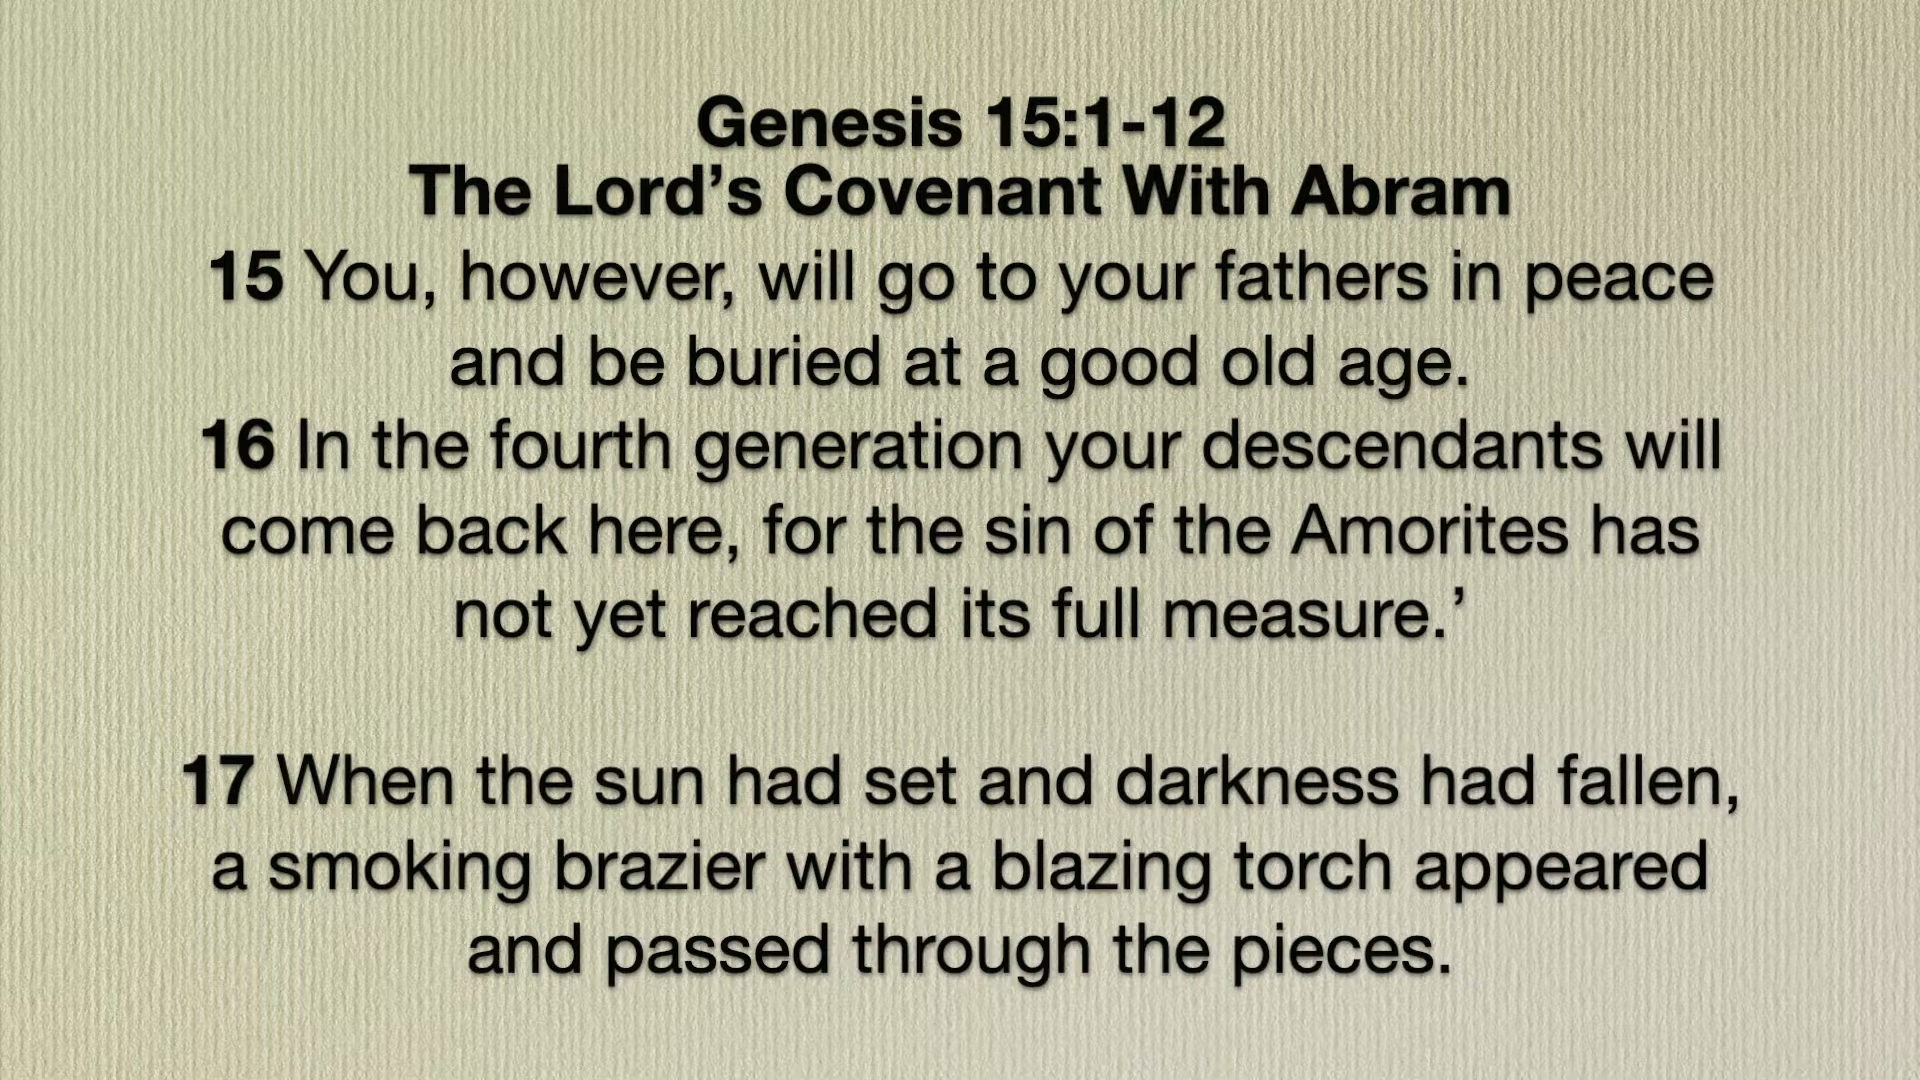 Genesis 15:1-12
The Lord’s Covenant With Abram
15 You, however, will go to your fathers in peace
and be buried at a good old age.
16 In the fourth generation your descendants will
come back here, for the sin of the Amorites has
not yet reached its full measure.’
17 When the sun had set and darkness had fallen,
a smoking brazier with a blazing torch appeared
and passed through the pieces.